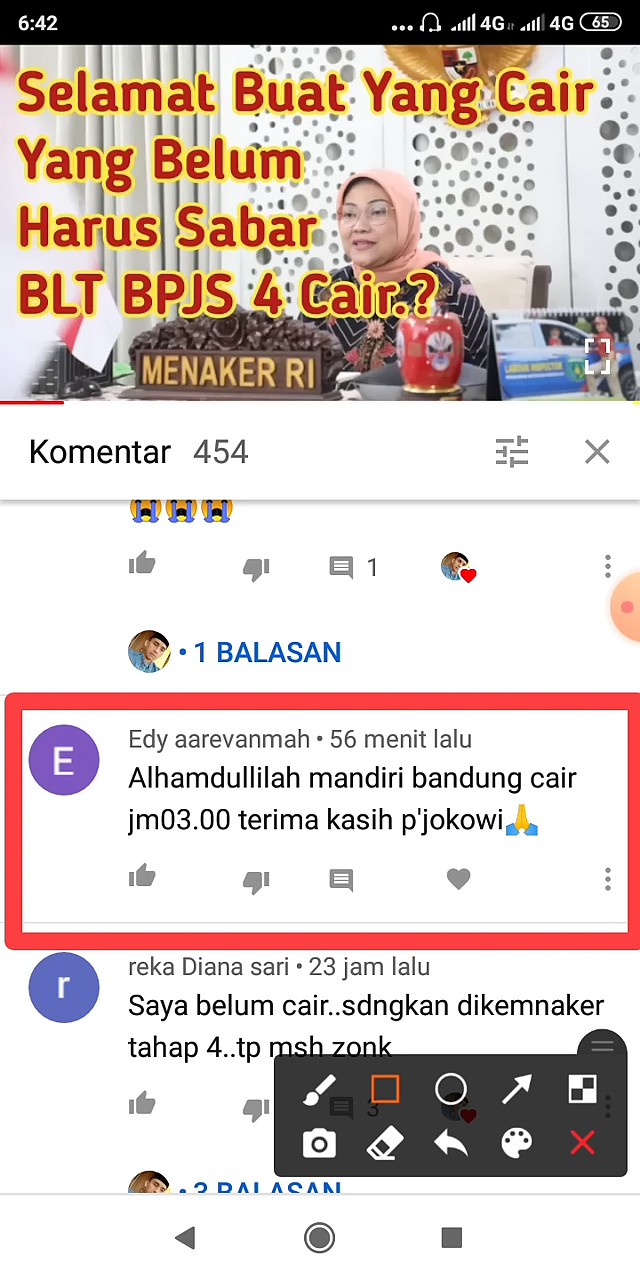 6:42
4G
4G
65
Selamat Buat Yang Cair
Yang Belum
Harus Sabar
BLT BPJS 4 Cair.?
MENAKER RI
LABOUR INSPECTOR
Komentar 454
1
• 1 BALASAN
E
Edy aarevanmah • 56 menit lalu
Alhamdullilah mandiri bandung cair
jm03.00 terima kasih p'jokowi🙏
r
reka Diana sari • 23 jam lalu
Saya belum cair..sdngkan dikemnaker
tahap 4..tp msh zonk
3
• 3 BALASAN